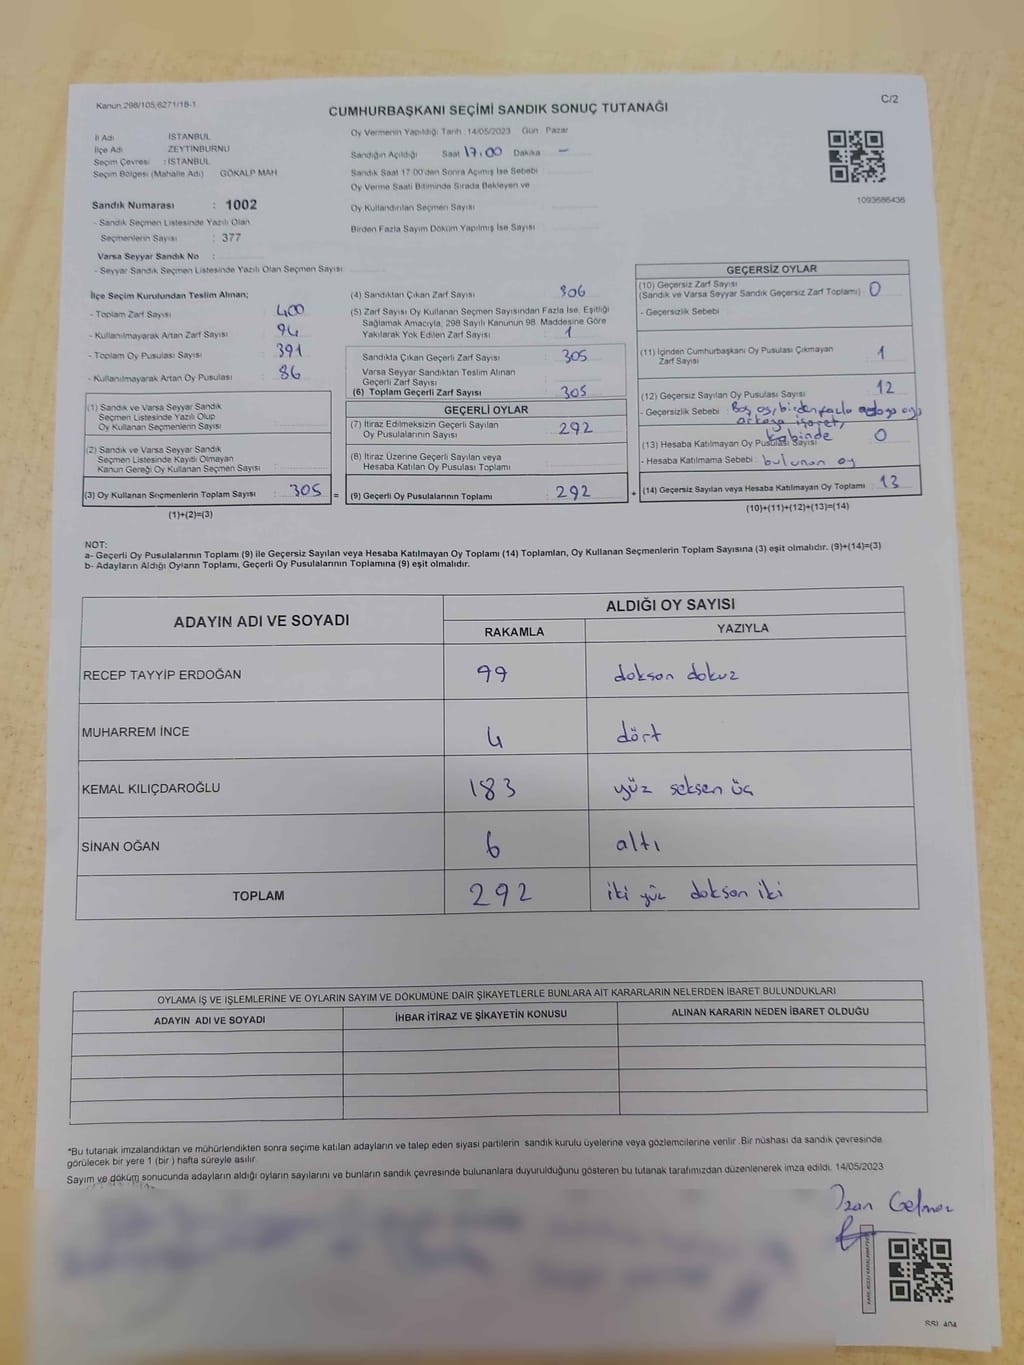 Kanun:298/105,6271/18-1
C/2
CUMHURBAŞKANI SEÇİMİ SANDIK SONUÇ TUTANAĞI
İl Adı İSTANBUL
İlçe Adı ZEYTİNBURNU
Seçim Çevresi : İSTANBUL
Seçim Bölgesi (Mahalle Adı) GÖKALP MAH
Sandık Numarası : 1002
- Sandık Seçmen Listesinde Yazılı Olan
Seçmenlerin Sayısı : 377
Varsa Seyyar Sandık No :
- Seyyar Sandık Seçmen Listesinde Yazılı Olan Seçmen Sayısı:
Oy Vermenin Yapıldığı Tarih : 14/05/2023 Gün : Pazar
Sandığın Açıldığı Saat 17:00 Dakika –
Sandık Saat 17:00'den Sonra Açımış İse Sebebi
Oy Verme Saati Bitiminde Sırada Bekleyen ve
Oy Kullandırılan Seçmen Sayısı
Birden Fazla Sayım Döküm Yapılmış İse Sayısı
1093686436
İlçe Seçim Kurulundan Teslim Alınan;
- Toplam Zarf Sayısı : 400
- Kullanılmayarak Artan Zarf Sayısı : 94
- Toplam Oy Pusulası Sayısı : 391
- Kullanılmayarak Artan Oy Pusulası : 86
(1) Sandık ve Varsa Seyyar Sandık
Seçmen Listesinde Yazılı Olup
Oy Kullanan Seçmenlerin Sayısı
(2) Sandık ve Varsa Seyyar Sandık
Seçmen Listesinde Kayıtlı Olmayan
Kanun Gereği Oy Kullanan Seçmen Sayısı
(3) Oy Kullanan Seçmenlerin Toplam Sayısı : 305 =
(1)+(2)=(3)
(4) Sandıktan Çıkan Zarf Sayısı : 306
(5) Zarf Sayısı Oy Kullanan Seçmen Sayısından Fazla İse, Eşitliği
Sağlamak Amacıyla, 298 Sayılı Kanunun 98. Maddesine Göre
Yakılarak Yok Edilen Zarf Sayısı : 1
Sandıkla Çıkan Geçerli Zarf Sayısı : 305
Varsa Seyyar Sandıktan Teslim Alınan
Geçerli Zarf Sayısı
(6) Toplam Geçerli Zarf Sayısı : 305
GEÇERLİ OYLAR
(7) İtiraz Edilmeksizin Geçerli Sayılan
Oy Pusulalarının Sayısı : 292
(8) İtiraz Üzerine Geçerli Sayılan veya
Hesaba Katılan Oy Pusulası Toplamı
(9) Geçerli Oy Pusulalarının Toplamı : 292 +
GEÇERSİZ OYLAR
(10) Geçersiz Zarf Sayısı
(Sandık ve Varsa Seyyar Sandık Geçersiz Zarf Toplamı) : 0
- Geçersizlik Sebebi :
(11) İçinden Cumhurbaşkanı Oy Pusulası Çıkmayan
Zarf Sayısı : 1
(12) Geçersiz Sayılan Oy Pusulası Sayısı : 12
- Geçersizlik Sebebi : Boş oy, birden fazla adaya oy,
arkaya işaret,
kabinde
(13) Hesaba Katılmayan Oy Pusulası Sayısı : 0
- Hesaba Katılmama Sebebi : bulunan oy
(14) Geçersiz Sayılan veya Hesaba Katılmayan Oy Toplamı : 13
(10)+(11)+(12)+(13)=(14)
NOT:
a- Geçerli Oy Pusulalarının Toplamı (9) ile Geçersiz Sayılan veya Hesaba Katılmayan Oy Toplamı (14) Toplamları, Oy Kullanan Seçmenlerin Toplam Sayısına (3) eşit olmalıdır. (9)+(14)=(3)
b- Adayların Aldığı Oyların Toplamı, Geçerli Oy Pusulalarının Toplamına (9) eşit olmalıdır.
ADAYIN ADI VE SOYADI ALDIĞI OY SAYISI
RAKAMLA YAZIYLA
RECEP TAYYİP ERDOĞAN 99 doksan dokuz
MUHARREM İNCE 4 dört
KEMAL KILIÇDAROĞLU 183 yüz seksen üç
SİNAN OĞAN 6 altı
TOPLAM 292 iki yüz doksan iki
OYLAMA İŞ VE İŞLEMLERİNE VE OYLARIN SAYIM VE DÖKÜMÜNE DAİR ŞİKAYETLERLE BUNLARA AİT KARARLARIN NELERDEN İBARET BULUNDUKLARI
ADAYIN ADI VE SOYADI İHBAR İTİRAZ VE ŞİKAYETİN KONUSU ALINAN KARARIN NEDEN İBARET OLDUĞU
*Bu tutanak imzalandıktan ve mühürlendikten sonra seçime katılan adayların ve talep eden siyasi partilerin sandık kurulu üyelerine veya gözlemcilerine verilir. Bir nüshası da sandık çevresinde
görülecek bir yere 1 (bir) hafta süreyle asılır.
Sayım ve döküm sonucunda adayların aldığı oyların sayılarını ve bunların sandık çevresinde bulunanlara duyurulduğunu gösteren bu tutanak tarafımızdan düzenlenerek imza edildi. 14/05/2023